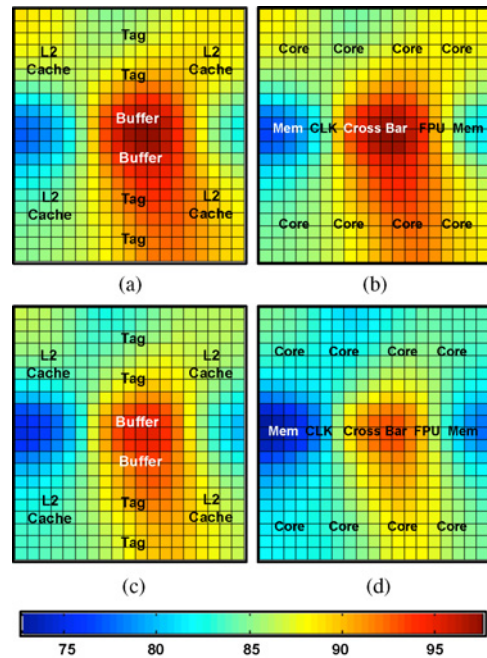 Tag
L2
Cache
L2
Cache
Tag
Buffer
Buffer
L2
Cache
Tag
L2
Cache
Tag
(a)
Core Core Core Core
Mem CLK Cross Bar FPU Mem
Core Core Core Core
(b)
Tag
L2
Cache
L2
Cache
Tag
Buffer
Buffer
L2
Cache
Tag
L2
Cache
Tag
(c)
Core Core Core Core
Mem CLK Cross Bar FPU Mem
Core Core Core Core
(d)
75 80 85 90 95